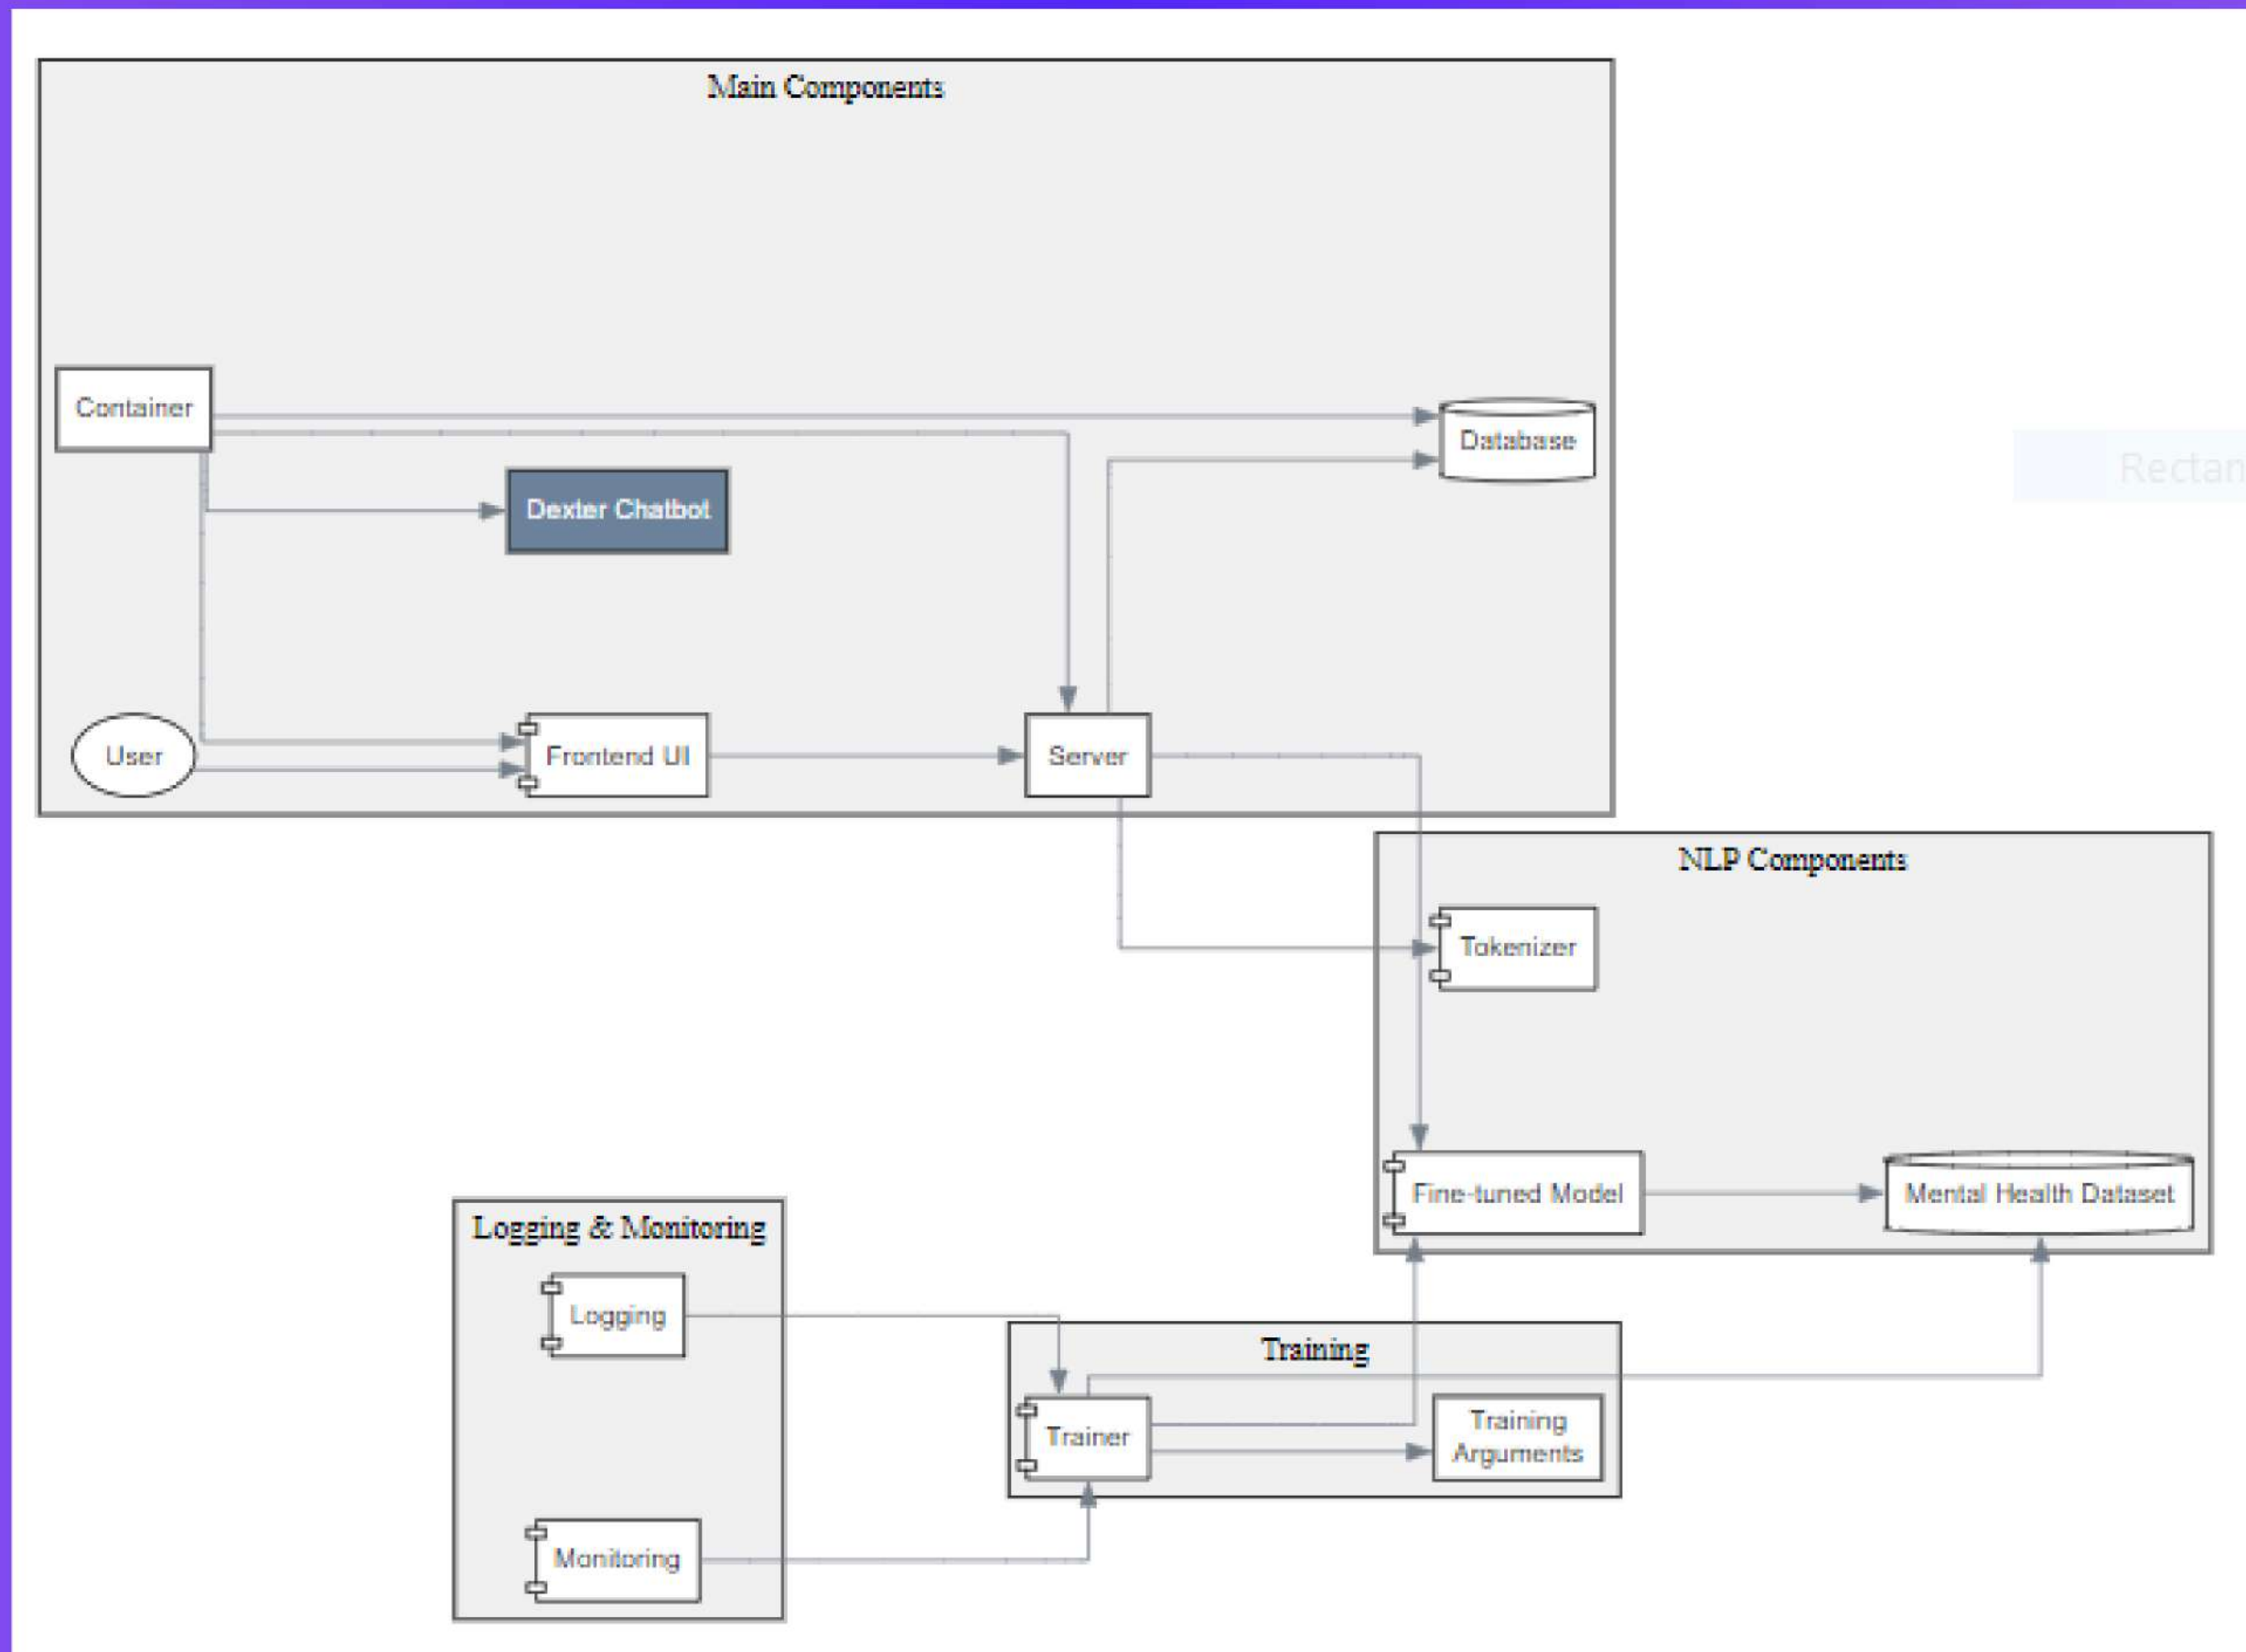 Main Components
Container
Database
Dexter Chatbot
User
Frontend UI
Server
NLP Components
Tokenizer
Fine-tuned Model
Mental Health Dataset
Logging & Monitoring
Logging
Monitoring
Training
Trainer
Training
Arguments
Rectan